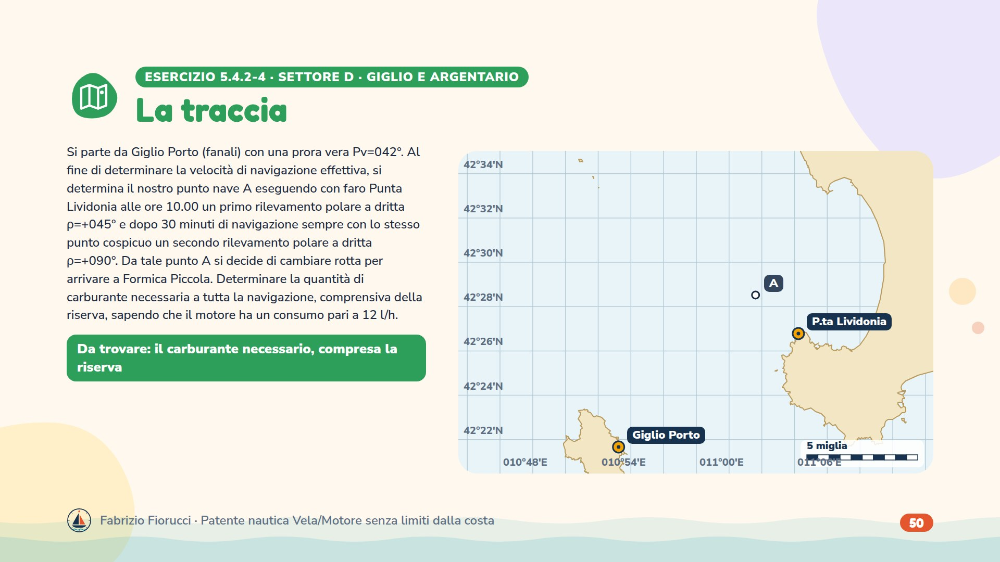 ESERCIZIO 5.4.2-4 · SETTORE D · GIGLIO E ARGENTARIO
La traccia
Si parte da Giglio Porto (fanali) con una prora vera Pv=042°. Al
fine di determinare la velocità di navigazione effettiva, si
determina il nostro punto nave A eseguendo con faro Punta
Lividonia alle ore 10.00 un primo rilevamento polare a dritta
ρ=+045° e dopo 30 minuti di navigazione sempre con lo stesso
punto cospicuo un secondo rilevamento polare a dritta
ρ=+090°. Da tale punto A si decide di cambiare rotta per
arrivare a Formica Piccola. Determinare la quantità di
carburante necessaria a tutta la navigazione, comprensiva della
riserva, sapendo che il motore ha un consumo pari a 12 l/h.
Da trovare: il carburante necessario, compresa la
riserva
42°34'N
42°32'N
42°30'N
A
42°28'N
P.ta Lividonia
42°26'N
42°24'N
42°22'N
Giglio Porto
5 miglia
010°48'E
010°54'E
011°00'E
011°06'E
Fabrizio Fiorucci · Patente nautica Vela/Motore senza limiti dalla costa
50